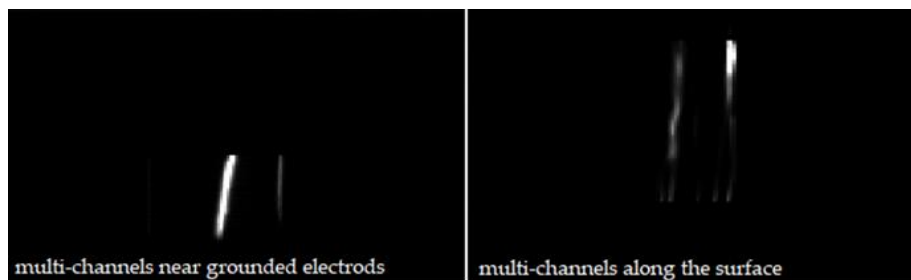 multi-channels near grounded electrods
multi-channels along the surface